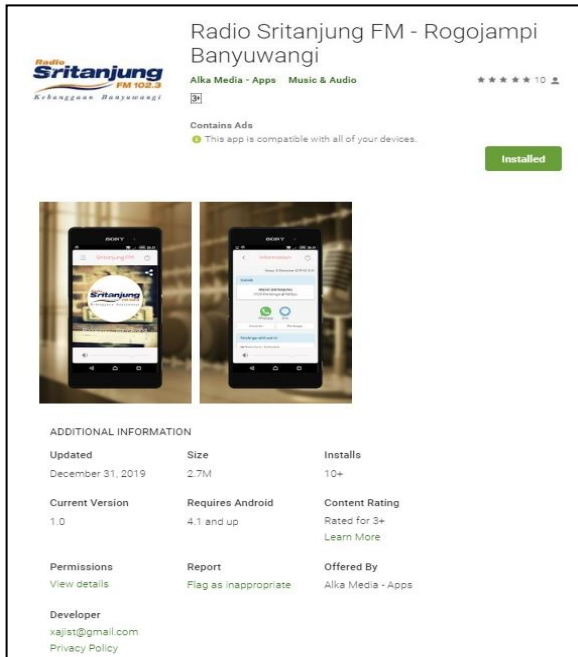 Radio Sritanjung FM - Rogojampi
Banyuwangi
Radio
Sritanjung
FM 102.3
Kebanggaan Banyuwangi
Alka Media - Apps Music & Audio
10
3+
Contains Ads
This app is compatible with all of your devices.
Installed
SONY
Sritanjung FM
Sritanjung
SONY
Information
ADDITIONAL INFORMATION
Updated
Size
Installs
December 31, 2019
2.7M
10+
Current Version
Requires Android
Content Rating
1.0
4.1 and up
Rated for 3+
Learn More
Permissions
Report
Offered By
View details
Flag as inappropriate
Alka Media - Apps
Developer
xajist@gmail.com
Privacy Policy